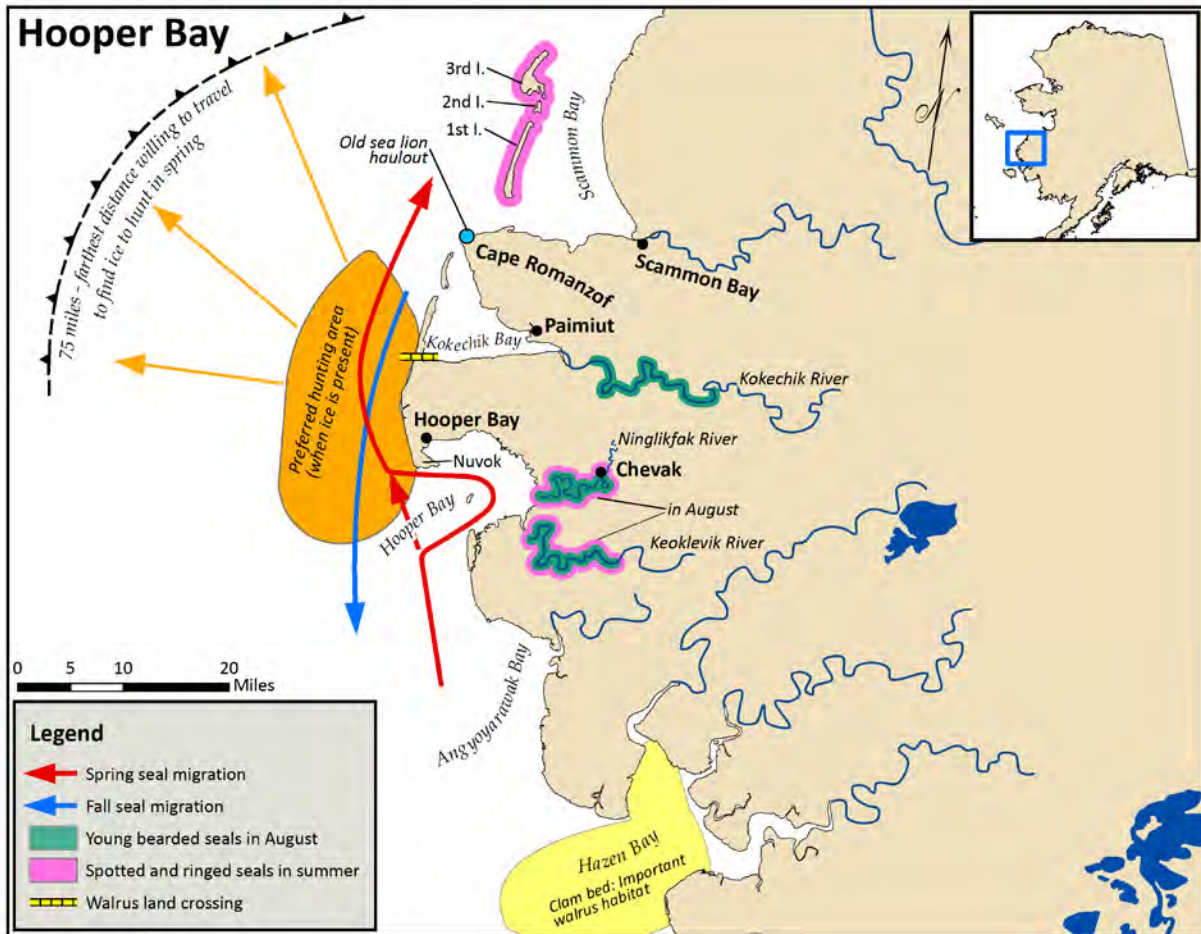 Hooper Bay
3rd I.
2nd I.
1st I.
Scammon Bay
N
75 miles - farthest distance willing to travel
to find ice to hunt in spring
Old sea lion
haulout
Cape Romanzof
Scammon Bay
Paimiut
Kokechik Bay
Kokechik River
Preferred hunting area
(when ice is present)
Hooper Bay
Ninglikfak River
Nuvok
Chevak
Hooper Bay
in August
Keoklevik River
Angyoyarawak Bay
0 5 10 20
Miles
Hazen Bay
Clam bed: Important
walrus habitat
Legend
Spring seal migration
Fall seal migration
Young bearded seals in August
Spotted and ringed seals in summer
Walrus land crossing